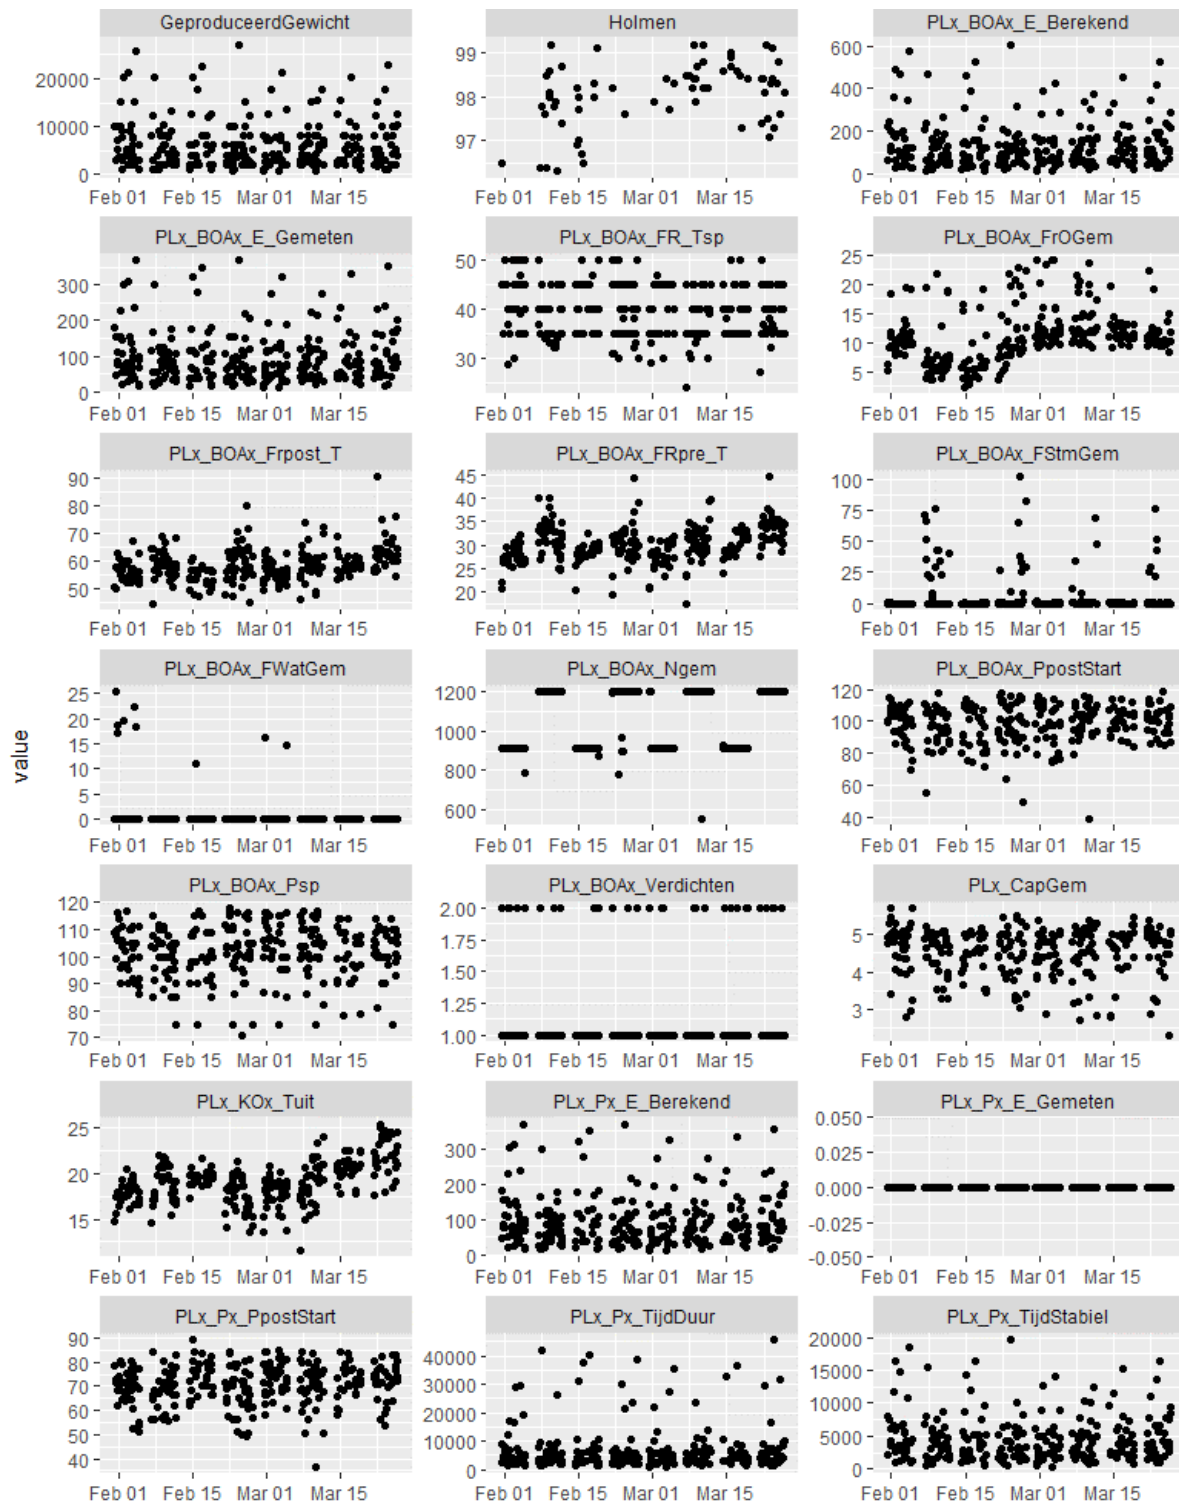 GeproduceerdGewicht Holmen PLx_BOAx_E_Berekend
20000 10000 0
99 98 97
600 400 200 0
Feb 01 Feb 15 Mar 01 Mar 15 Feb 01 Feb 15 Mar 01 Mar 15 Feb 01 Feb 15 Mar 01 Mar 15
PLx_BOAx_E_Gemeten PLx_BOAx_FR_Tsp PLx_BOAx_FrOGem
300 200 100 0
50 40 30
25 20 15 10 5
Feb 01 Feb 15 Mar 01 Mar 15 Feb 01 Feb 15 Mar 01 Mar 15 Feb 01 Feb 15 Mar 01 Mar 15
PLx_BOAx_Frpost_T PLx_BOAx_FRpre_T PLx_BOAx_FStmGem
90 80 70 60 50
45 40 35 30 25 20
100 75 50 25 0
Feb 01 Feb 15 Mar 01 Mar 15 Feb 01 Feb 15 Mar 01 Mar 15 Feb 01 Feb 15 Mar 01 Mar 15
value
PLx_BOAx_FWatGem PLx_BOAx_Ngem PLx_BOAx_PpostStart
25 20 15 10 5 0
1200 1000 800 600
120 100 80 60 40
Feb 01 Feb 15 Mar 01 Mar 15 Feb 01 Feb 15 Mar 01 Mar 15 Feb 01 Feb 15 Mar 01 Mar 15
PLx_BOAx_Psp PLx_BOAx_Verdichten PLx_CapGem
120 110 100 90 80 70
2.00 1.75 1.50 1.25 1.00
5 4 3
Feb 01 Feb 15 Mar 01 Mar 15 Feb 01 Feb 15 Mar 01 Mar 15 Feb 01 Feb 15 Mar 01 Mar 15
PLx_KOx_Tuit PLx_Px_E_Berekend PLx_Px_E_Gemeten
25 20 15
300 200 100 0
0.050 0.025 0.000 -0.025 -0.050
Feb 01 Feb 15 Mar 01 Mar 15 Feb 01 Feb 15 Mar 01 Mar 15 Feb 01 Feb 15 Mar 01 Mar 15
PLx_Px_PpostStart PLx_Px_TijdDuur PLx_Px_TijdStabiel
90 80 70 60 50 40
40000 30000 20000 10000 0
20000 15000 10000 5000 0
Feb 01 Feb 15 Mar 01 Mar 15 Feb 01 Feb 15 Mar 01 Mar 15 Feb 01 Feb 15 Mar 01 Mar 15